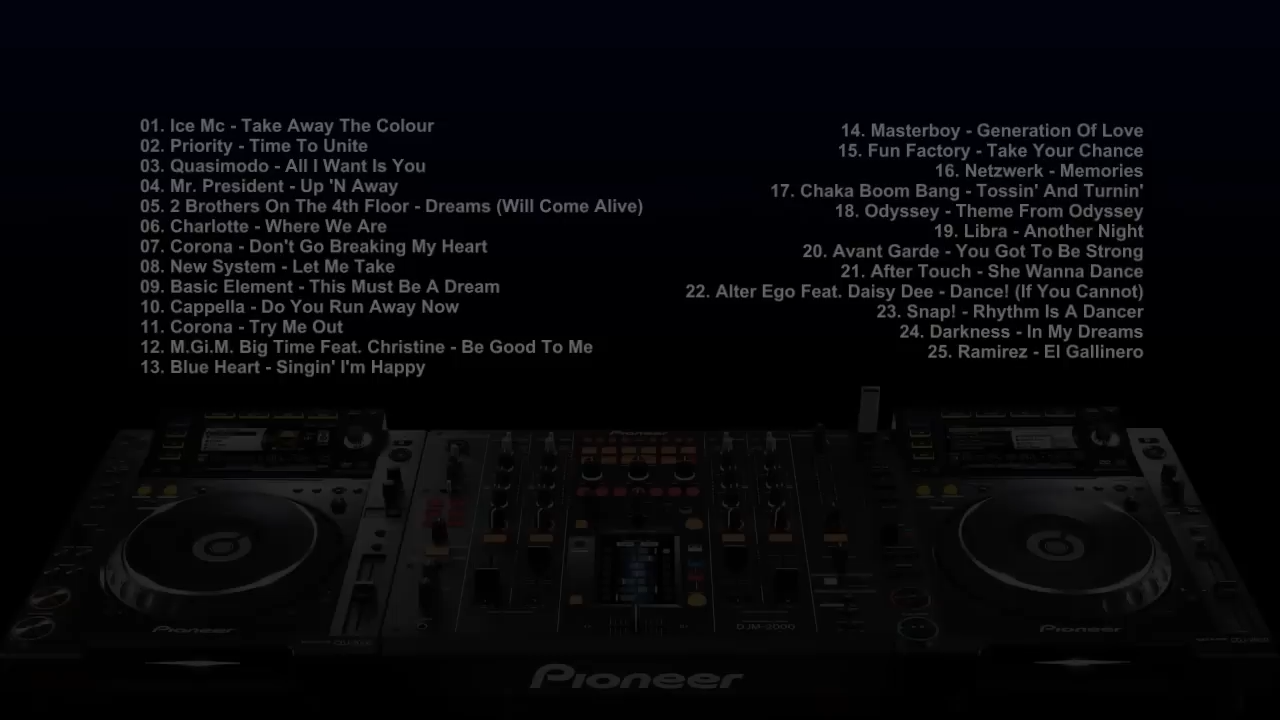 01. Ice Mc - Take Away The Colour
02. Priority - Time To Unite
03. Quasimodo - All I Want Is You
04. Mr. President - Up 'N Away
05. 2 Brothers On The 4th Floor - Dreams (Will Come Alive)
06. Charlotte - Where We Are
07. Corona - Don't Go Breaking My Heart
08. New System - Let Me Take
09. Basic Element - This Must Be A Dream
10. Cappella - Do You Run Away Now
11. Corona - Try Me Out
12. M.Gi.M. Big Time Feat. Christine - Be Good To Me
13. Blue Heart - Singin' I'm Happy
14. Masterboy - Generation Of Love
15. Fun Factory - Take Your Chance
16. Netzwerk - Memories
17. Chaka Boom Bang - Tossin' And Turnin'
18. Odyssey - Theme From Odyssey
19. Libra - Another Night
20. Avant Garde - You Got To Be Strong
21. After Touch - She Wanna Dance
22. Alter Ego Feat. Daisy Dee - Dance! (If You Cannot)
23. Snap! - Rhythm Is A Dancer
24. Darkness - In My Dreams
25. Ramirez - El Gallinero
Pioneer
Pioneer
DJM-2000
Pioneer
Pioneer